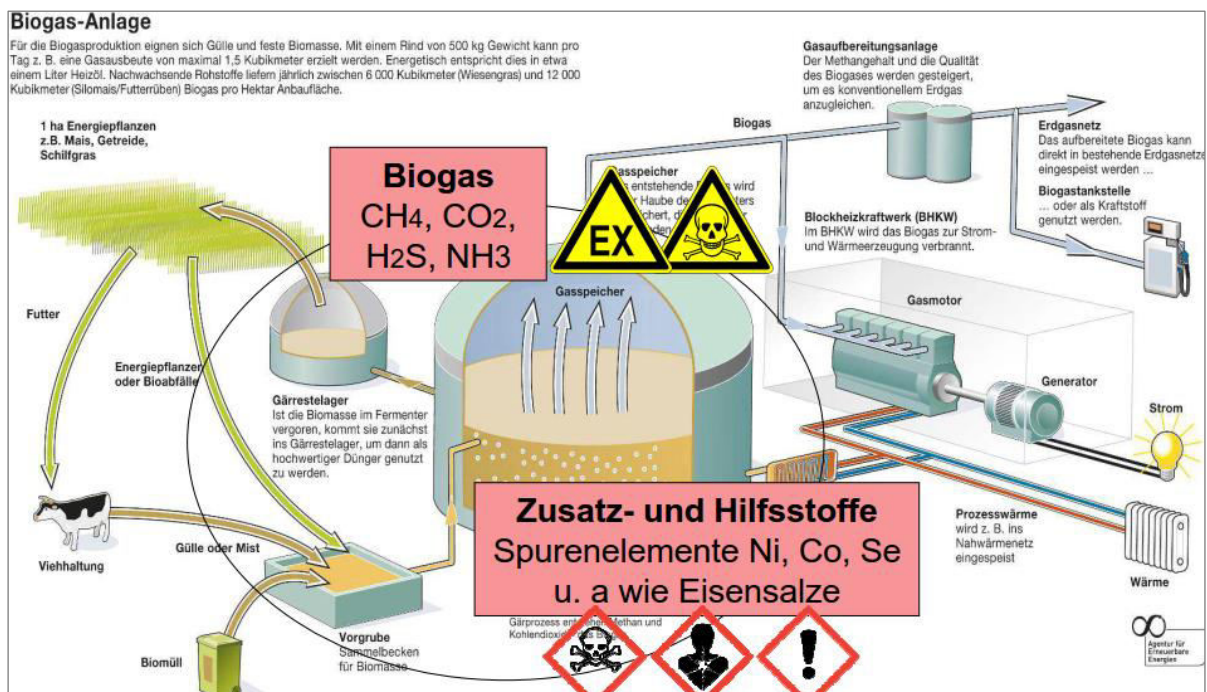 Biogas-Anlage
Für die Biogasproduktion eignen sich Gülle und feste Biomasse. Mit einem Rind von 500 kg Gewicht kann pro
Tag z. B. eine Gasausbeute von maximal 1,5 Kubikmeter erzielt werden. Energetisch entspricht dies in etwa
einem Liter Heizöl. Nachwachsende Rohstoffe liefern jährlich zwischen 6 000 Kubikmeter (Wiesengras) und 12 000
Kubikmeter (Silomais/Futterrüben) Biogas pro Hektar Anbaufläche.
Gasaufbereitungsanlage
Der Methangehalt und die Qualität
des Biogases werden gesteigert,
um es konventionellem Erdgas
anzugleichen.
1 ha Energiepflanzen
z.B. Mais, Getreide,
Schilfgras
Biogas
Erdgasnetz
Das aufbereitete Biogas kann
direkt in bestehende Erdgasnetze
eingespeist werden ...
Biogastankstelle
... oder als Kraftstoff
genutzt werden.
Biogas
CH4, CO2,
H2S, NH3
entstehende
wird
EX
Blockheizkraftwerk (BHKW)
Im BHKW wird das Biogas zur Strom-
und Wärmeerzeugung verbrannt.
Gasspeicher
Gasmotor
Generator
Strom
Futter
Energiepflanzen
oder Bioabfälle
Gärrestelager
Ist die Biomasse im Fermenter
vergoren, kommt sie zunächst
ins Gärrestelager, um dann als
hochwertiger Dünger genutzt
zu werden.
Zusatz- und Hilfsstoffe
Spurenelemente Ni, Co, Se
u. a wie Eisensalze
Prozesswärme
wird z. B. ins
Nahwärmenetz
eingespeist
Wärme
Viehhaltung
Gülle oder Mist
Gärprozess entstehen Methan und
Kohlendioxid
Vorgrube
Sammelbecken
für Biomasse
Biomüll
Agentur für
Erneuerbare
Energien